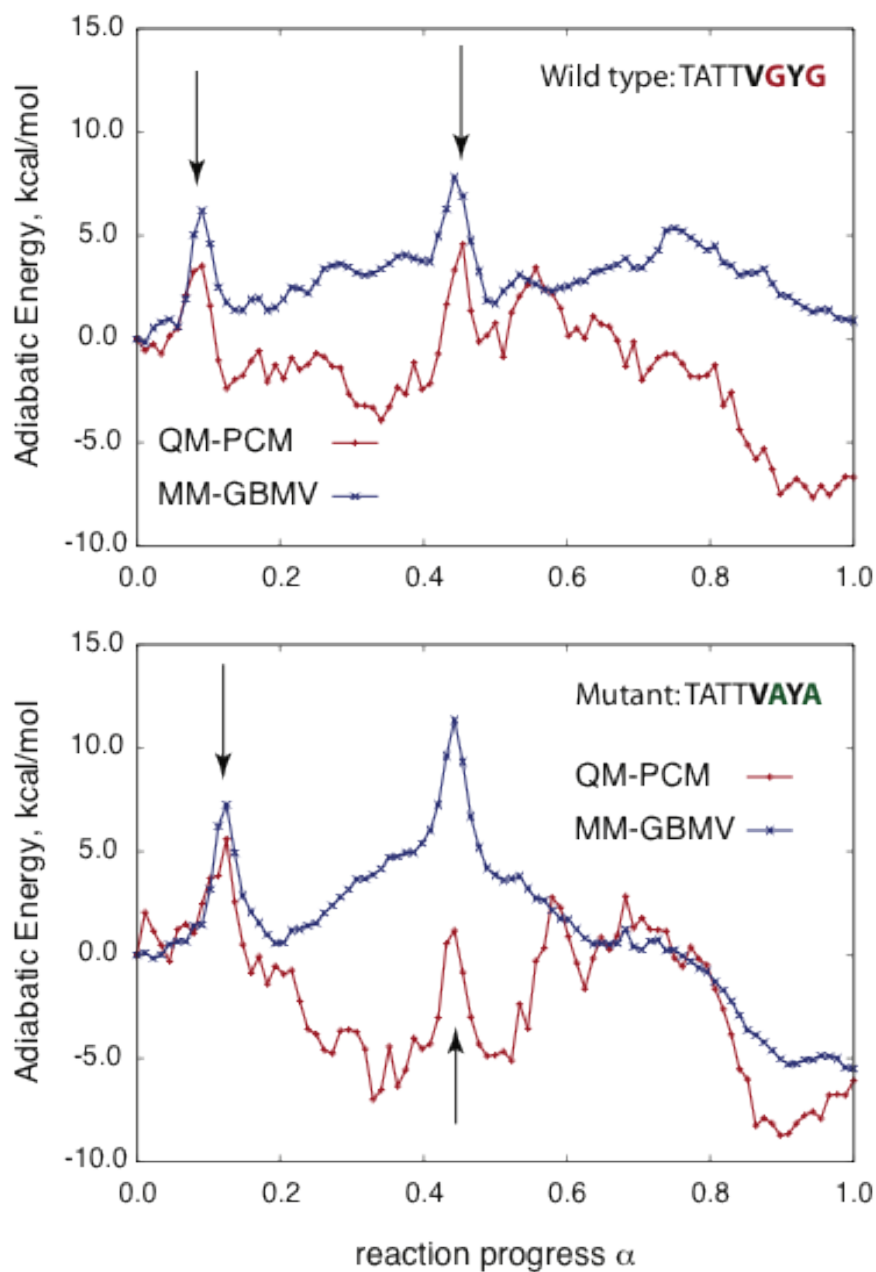 15.0
10.0
5.0
0.0
-5.0
-10.0
Adiabatic Energy, kcal/mol
Wild type: TATTVGYG
QM-PCM
MM-GBMV
0.0 0.2 0.4 0.6 0.8 1.0
15.0
10.0
5.0
0.0
-5.0
-10.0
Adiabatic Energy, kcal/mol
Mutant: TATTVAYA
QM-PCM
MM-GBMV
0.0 0.2 0.4 0.6 0.8 1.0
reaction progress α